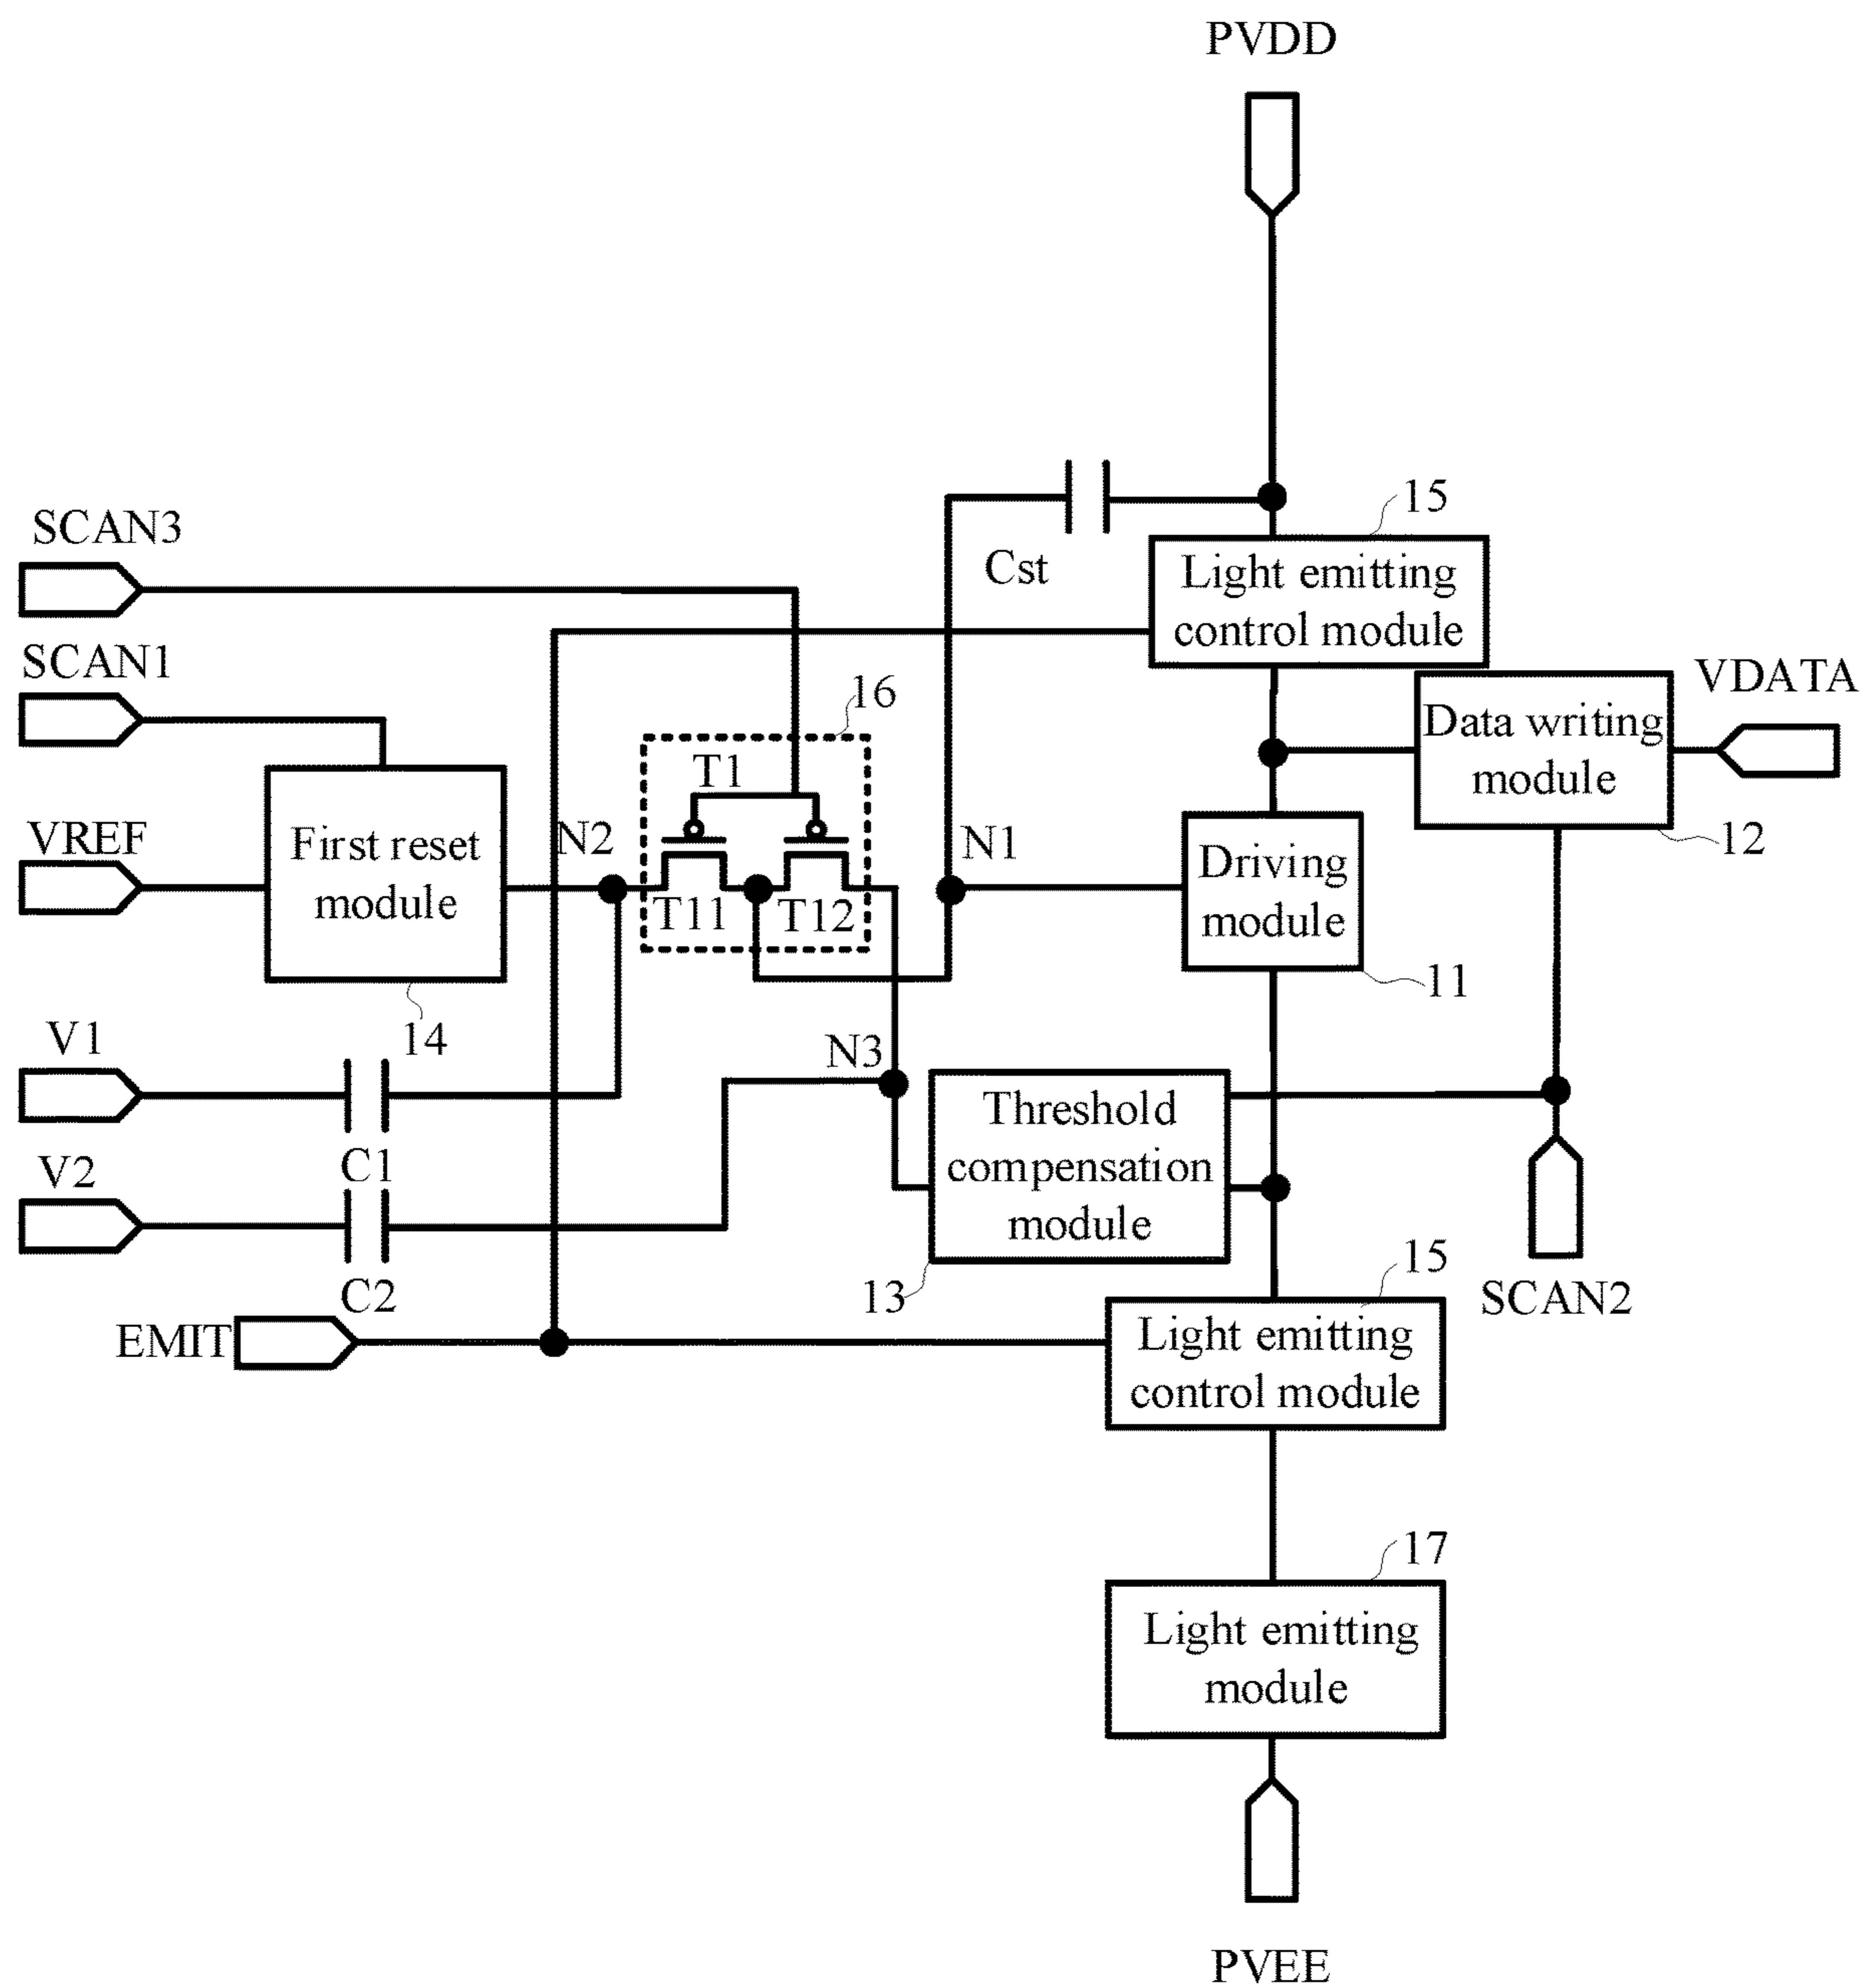 PVDD
15
SCAN3
Cst
Light emitting
control module
SCAN1
16
VDATA
T1
Data writing
module
VREF
First reset
module
N2
N1
12
Driving
module
T11
T12
11
14
V1
N3
Threshold
compensation
module
C1
V2
13
15
C2
SCAN2
EMIT
Light emitting
control module
17
Light emitting
module
PVEE